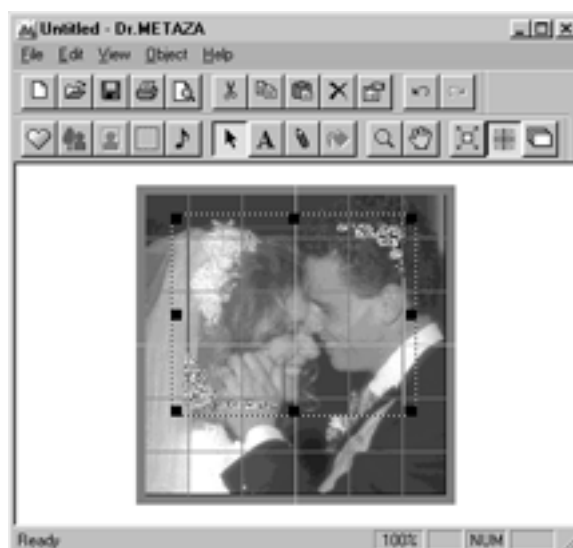 Untitled - Dr.METAZA
File Edit View Object Help
A
Ready 100% NUM